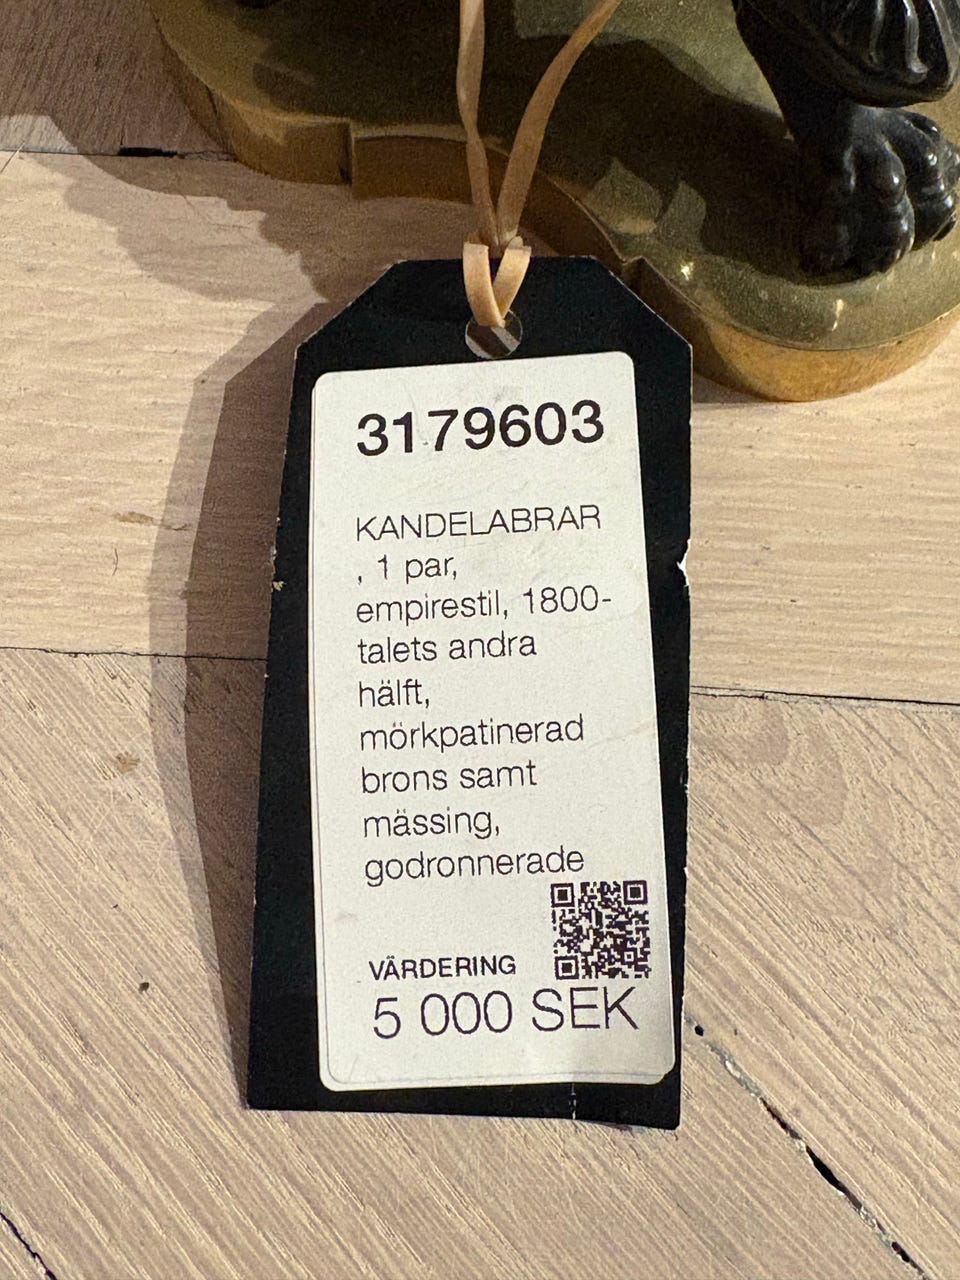 3179603
KANDELABRAR
, 1 par,
empirestil, 1800-
talets andra
hälft,
mörkpatinerad
brons samt
mässing,
godronnerade
VÄRDERING
5 000 SEK